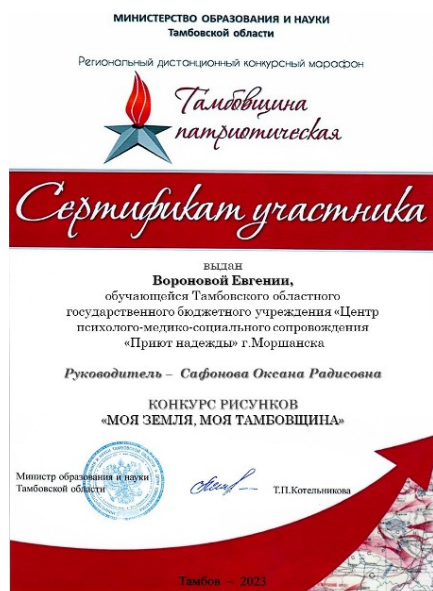 МИНИСТЕРСТВО ОБРАЗОВАНИЯ И НАУКИ
Тамбовской области
Региональный дистанционный конкурсный марафон
Тамбовщина
патриотическая
Сертификат участника
выдан
Вороновой Евгении,
обучающейся Тамбовского областного
государственного бюджетного учреждения «Центр
психолого-медико-социального сопровождения
«Приют надежды» г.Моршанска
Руководитель – Сафонова Оксана Радисовна
КОНКУРС РИСУНКОВ
«МОЯ ЗЕМЛЯ, МОЯ ТАМБОВЩИНА»
Министр образования и науки
Тамбовской области
Т.П.Котельникова
Тамбов – 2023